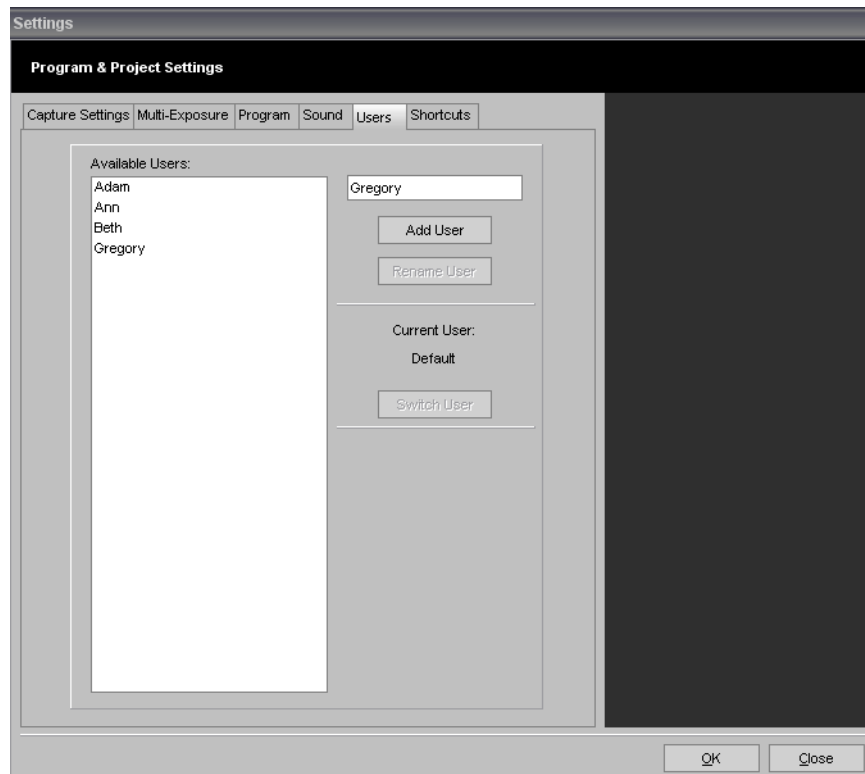 Settings
Program & Project Settings
Capture Settings Multi-Exposure Program Sound Users Shortcuts
Available Users:
Adam
Ann
Beth
Gregory
Gregory
Add User
Rename User
Current User:
Default
Switch User
OK Close